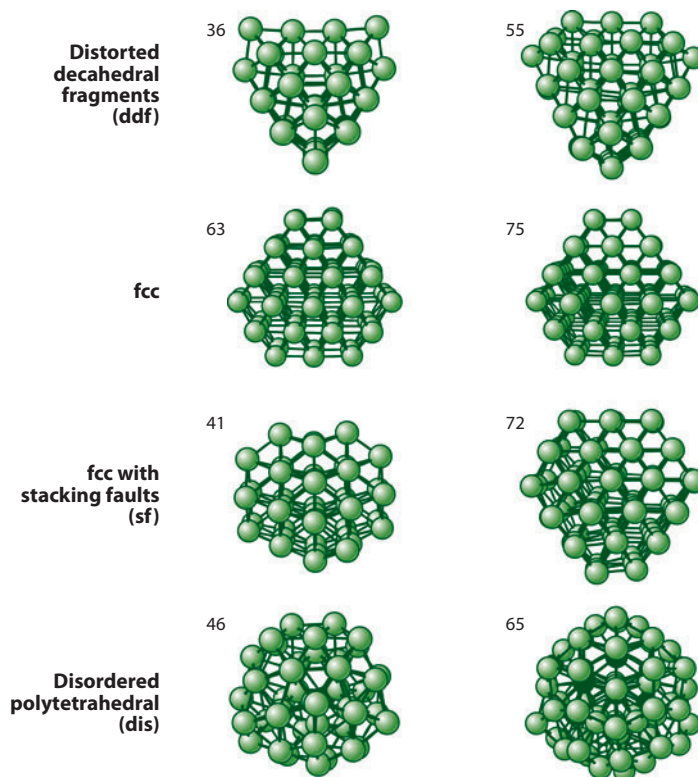 36
55
Distorted
decahedral
fragments
(ddf)
63
75
fcc
41
72
fcc with
stacking faults
(sf)
46
65
Disordered
polytetrahedral
(dis)